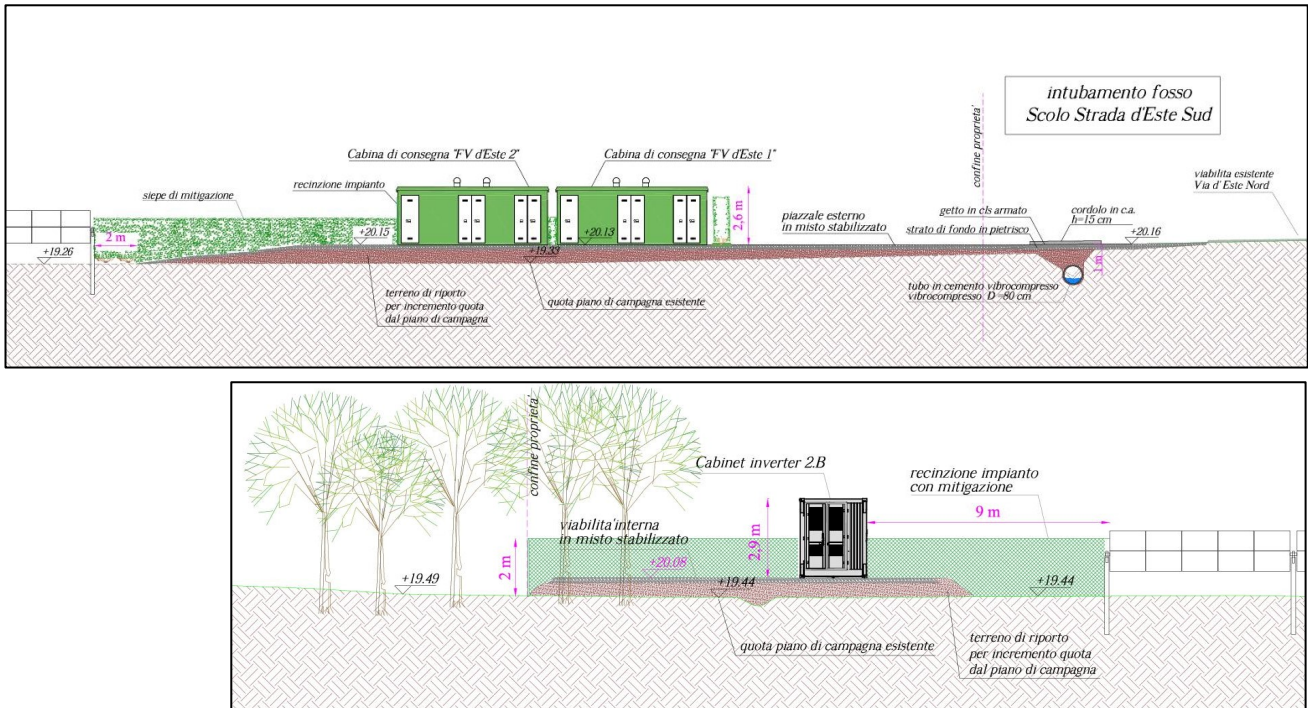 intubamento fosso
Scolo Strada d'Este Sud
confine proprieta'
Cabina di consegna "FV d'Este 2"
Cabina di consegna "FV d'Este 1"
viabilita esistente
Via d' Este Nord
recinzione impianto
siepe di mitigazione
2,6 m
piazzale esterno
in misto stabilizzato
getto in cls armato
strato di fondo in pietrisco
cordolo in c.a.
h=15 cm
2 m
+20.15
+20.13
+20.16
+19.26
+19.33
1 m
terreno di riporto
per incremento quota
dal piano di campagna
quota piano di campagna esistente
tubo in cemento vibrocompresso
vibrocompresso D=80 cm
confine proprieta'
Cabinet inverter 2.B
recinzione impianto
con mitigazione
9 m
viabilita'interna
in misto stabilizzato
2,9 m
2 m
+20.08
+19.49
+19.44
+19.44
quota piano di campagna esistente
terreno di riporto
per incremento quota
dal piano di campagna